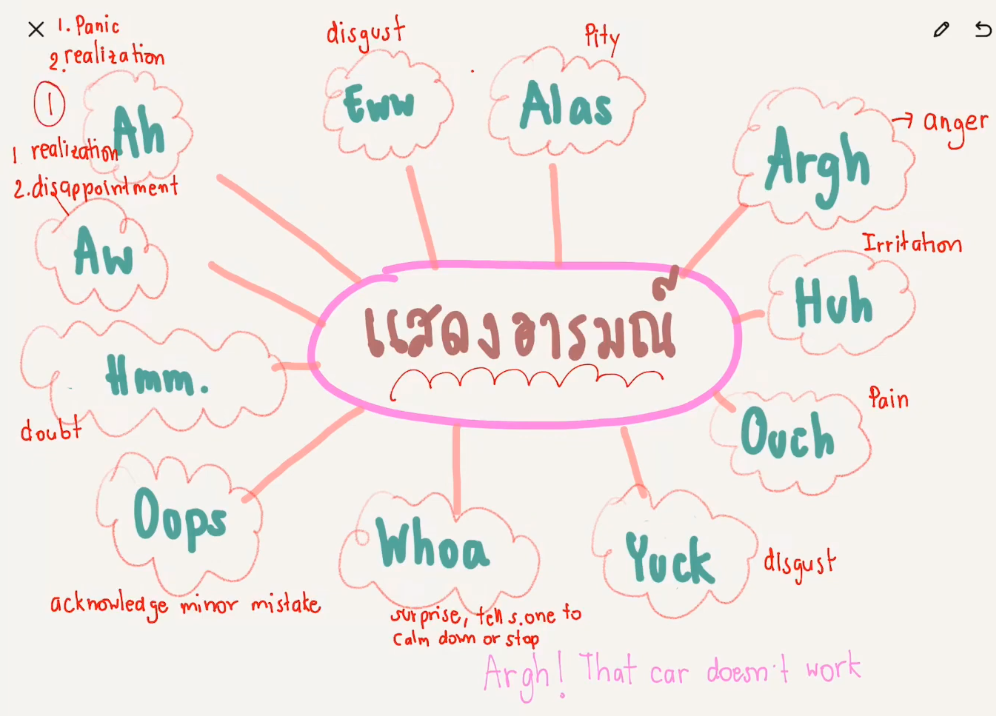 1. Panic
2. realization
1
Ah
1 realization
2. disappointment
Aw
disgust
Eww
Pity
Alas
Argh
→ anger
Irritation
Huh
แสดงอารมณ์
Hmm.
doubt
Pain
Ouch
Oops
acknowledge minor mistake
Whoa
surprise, tell s.one to
calm down or stop
Yuck
disgust
Argh! That car doesn't work